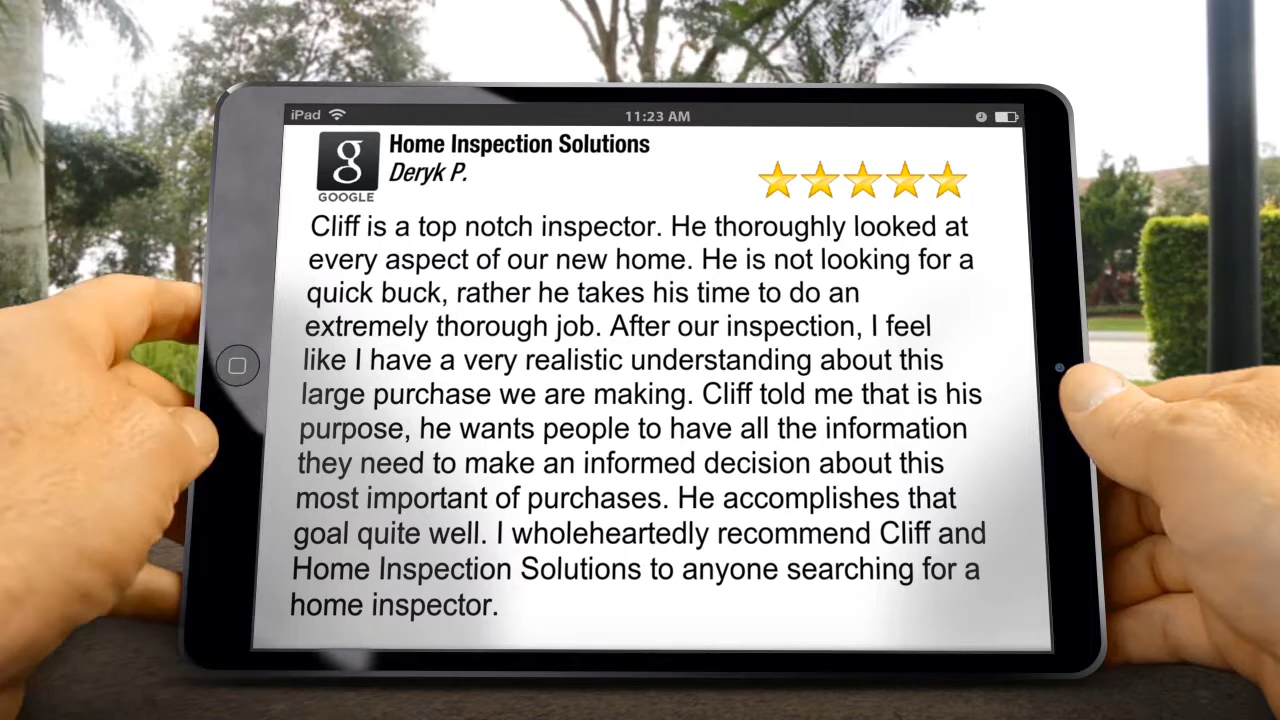 iPad
11:23 AM
g
GOOGLE
Home Inspection Solutions
Deryk P.
Cliff is a top notch inspector. He thoroughly looked at
every aspect of our new home. He is not looking for a
quick buck, rather he takes his time to do an
extremely thorough job. After our inspection, I feel
like I have a very realistic understanding about this
large purchase we are making. Cliff told me that is his
purpose, he wants people to have all the information
they need to make an informed decision about this
most important of purchases. He accomplishes that
goal quite well. I wholeheartedly recommend Cliff and
Home Inspection Solutions to anyone searching for a
home inspector.